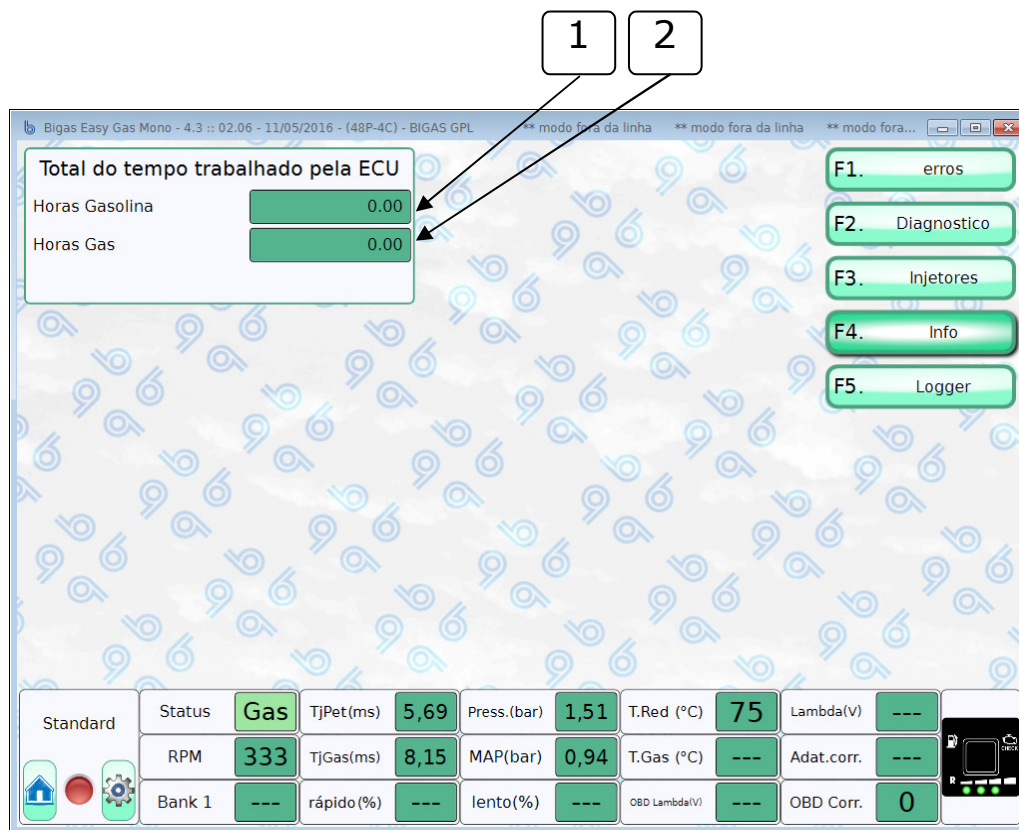 1 2
Bigas Easy Gas Mono - 4.3 :: 02.06 - 11/05/2016 - (48P-4C) - BIGAS GPL ** modo fora da linha ** modo fora da linha ** modo fora...
Total do tempo trabalhado pela ECU
Horas Gasolina 0.00
Horas Gas 0.00
F1. erros
F2. Diagnostico
F3. Injetores
F4. Info
F5. Logger
Standard
Status Gas TjPet(ms) 5,69 Press.(bar) 1,51 T.Red (°C) 75 Lambda(V) ---
RPM 333 TjGas(ms) 8,15 MAP(bar) 0,94 T.Gas (°C) --- Adat.corr. ---
Bank 1 --- rápido(%) --- lento(%) --- OBD Lambda(V) --- OBD Corr. 0
CHECK
R